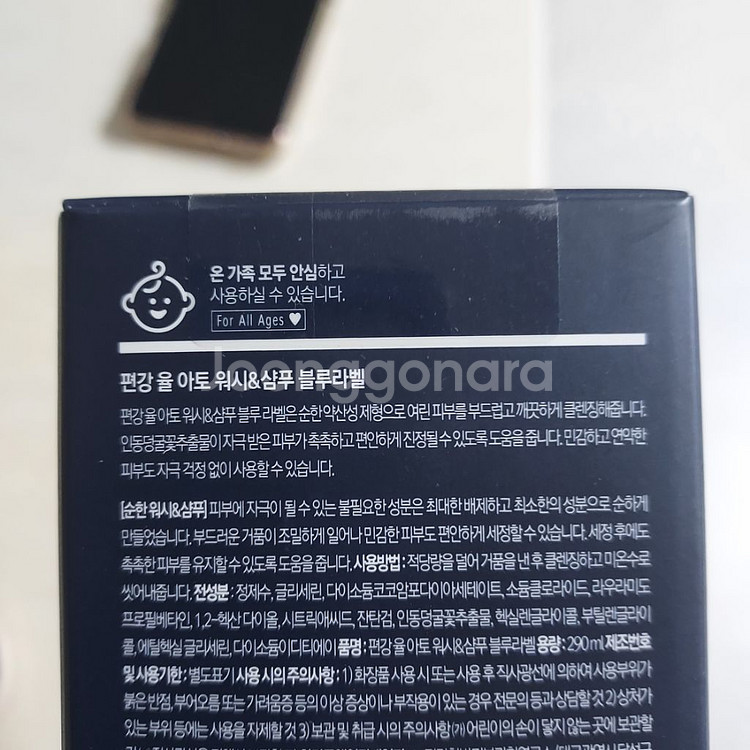 온 가족 모두 안심하고
사용하실 수 있습니다.
For All Ages ♥
joonggonara
편강 율 아토 워시&샴푸 블루라벨
편강 율 아토 워시&샴푸 블루 라벨은 순한 약산성 제형으로 여린 피부를 부드럽고 깨끗하게 클렌징해줍니다.
인동덩굴꽃추출물이 자극 받은 피부가 촉촉하고 편안하게 진정될 수 있도록 도움을 줍니다. 민감하고 연약한
피부도 자극 걱정 없이 사용할 수 있습니다.
[순한 워시&샴푸] 피부에 자극이 될 수 있는 불필요한 성분은 최대한 배제하고 최소한의 성분으로 순하게
만들었습니다. 부드러운 거품이 조밀하게 일어나 민감한 피부도 편안하게 세정할 수 있습니다. 세정 후에도
촉촉한 피부를 유지할 수 있도록 도움을 줍니다. 사용방법 : 적당량을 덜어 거품을 낸 후 클렌징하고 미온수로
씻어내줍니다. 전성분 : 정제수, 글리세린, 다이소듐코코암포다이아세테이트, 소듐클로라이드, 라우라미도
프로필베타인, 1,2-헥산 다이올, 시트릭애씨드, 잔탄검, 인동덩굴꽃추출물, 헥실렌글라이콜, 부틸렌글라이
콜, 에틸헥실 글리세린, 다이소듐이디티에이 품명 : 편강 율 아토 워시&샴푸 블루라벨 용량 : 290ml 제조번호
및 사용기한 : 별도표기 사용 시의 주의사항 : 1) 화장품 사용 시 또는 사용 후 직사광선에 의하여 사용부위가
붉은 반점, 부어오름 또는 가려움증 등의 이상 증상이나 부작용이 있는 경우 전문의 등과 상담할 것 2) 상처가
있는 부위 등에는 사용을 자제할 것 3) 보관 및 취급 시의 주의사항 (가) 어린이의 손이 닿지 않는 곳에 보관할